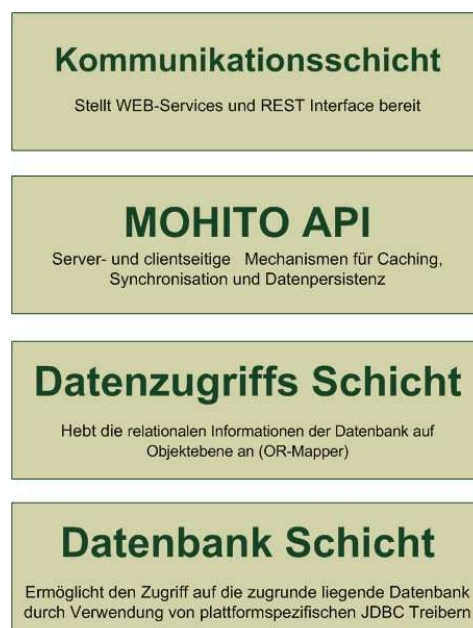 Kommunikationsschicht
Stellt WEB-Services und REST Interface bereit
MOHITO API
Server- und clientseitige Mechanismen für Caching,
Synchronisation und Datenpersistenz
Datenzugriffs Schicht
Hebt die relationalen Informationen der Datenbank auf
Objektebene an (OR-Mapper)
Datenbank Schicht
Ermöglicht den Zugriff auf die zugrunde liegende Datenbank
durch Verwendung von plattformspezifischen JDBC Treibern